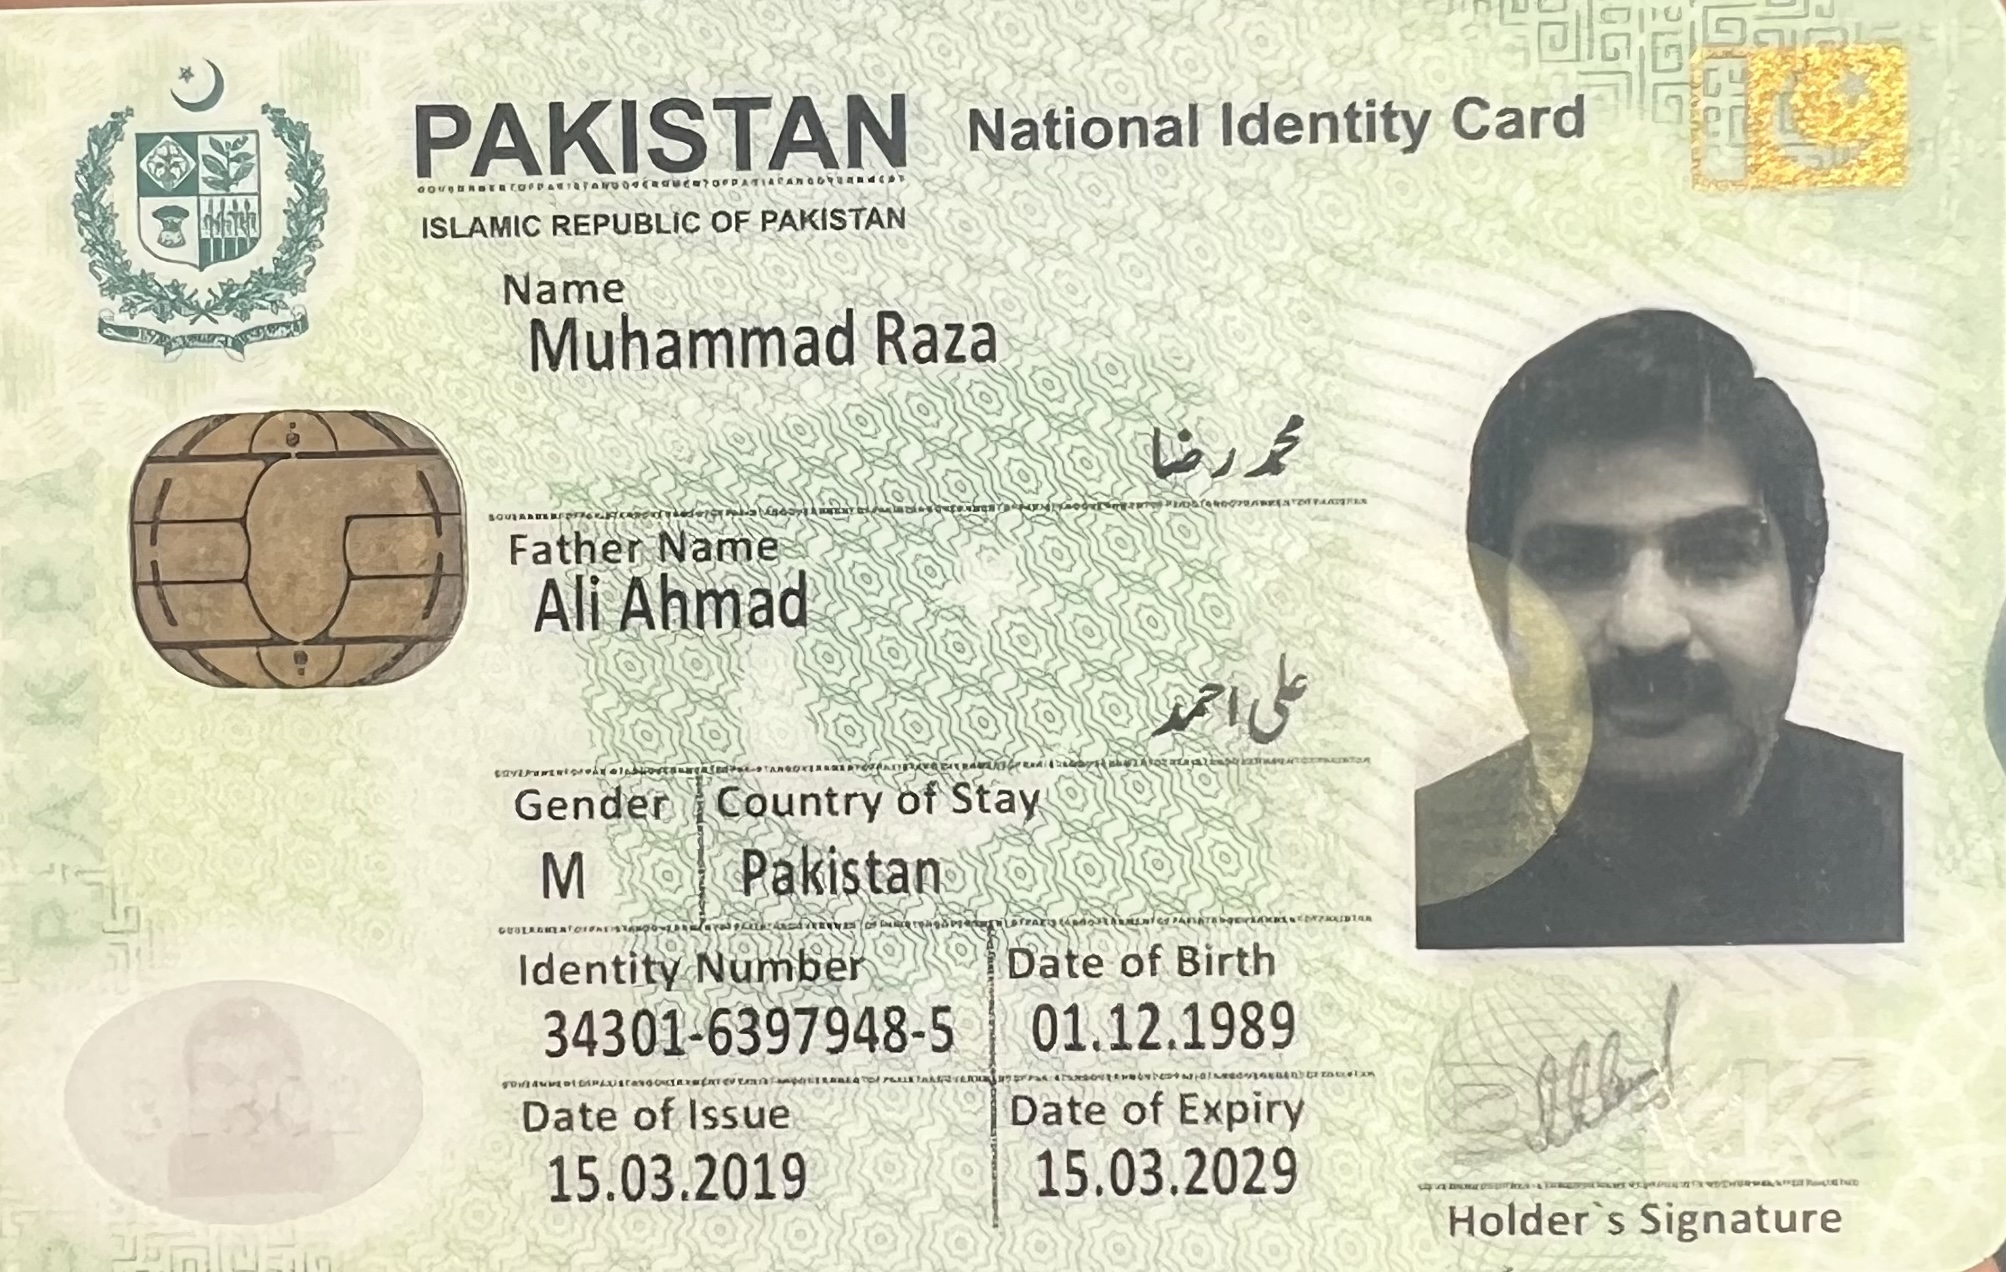 PAKISTAN National Identity Card
ISLAMIC REPUBLIC OF PAKISTAN
Name
Muhammad Raza
محمد رضا
Father Name
Ali Ahmad
علی احمد
Gender Country of Stay
M Pakistan
Identity Number Date of Birth
34301-6397948-5 01.12.1989
Date of Issue Date of Expiry
15.03.2019 15.03.2029
Holder`s Signature